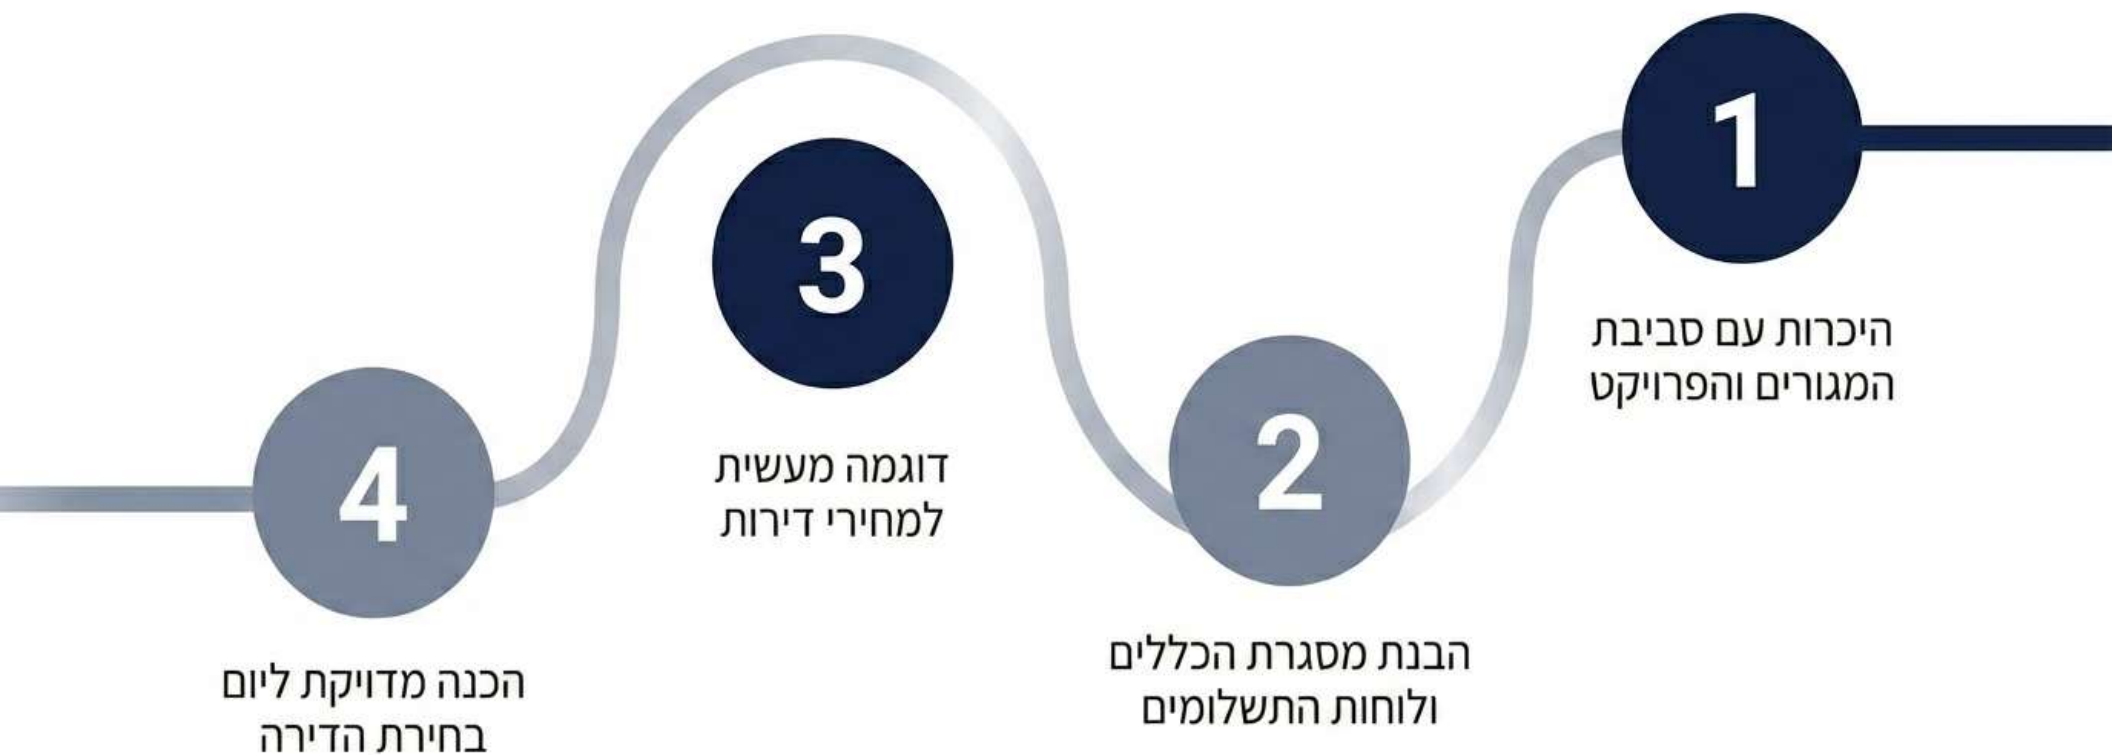 1
היכרות עם סביבת
המגורים והפרויקט
2
הבנת מסגרת הכללים
ולוחות התשלומים
3
דוגמה מעשית
למחירי דירות
4
הכנה מדויקת ליום
בחירת הדירה